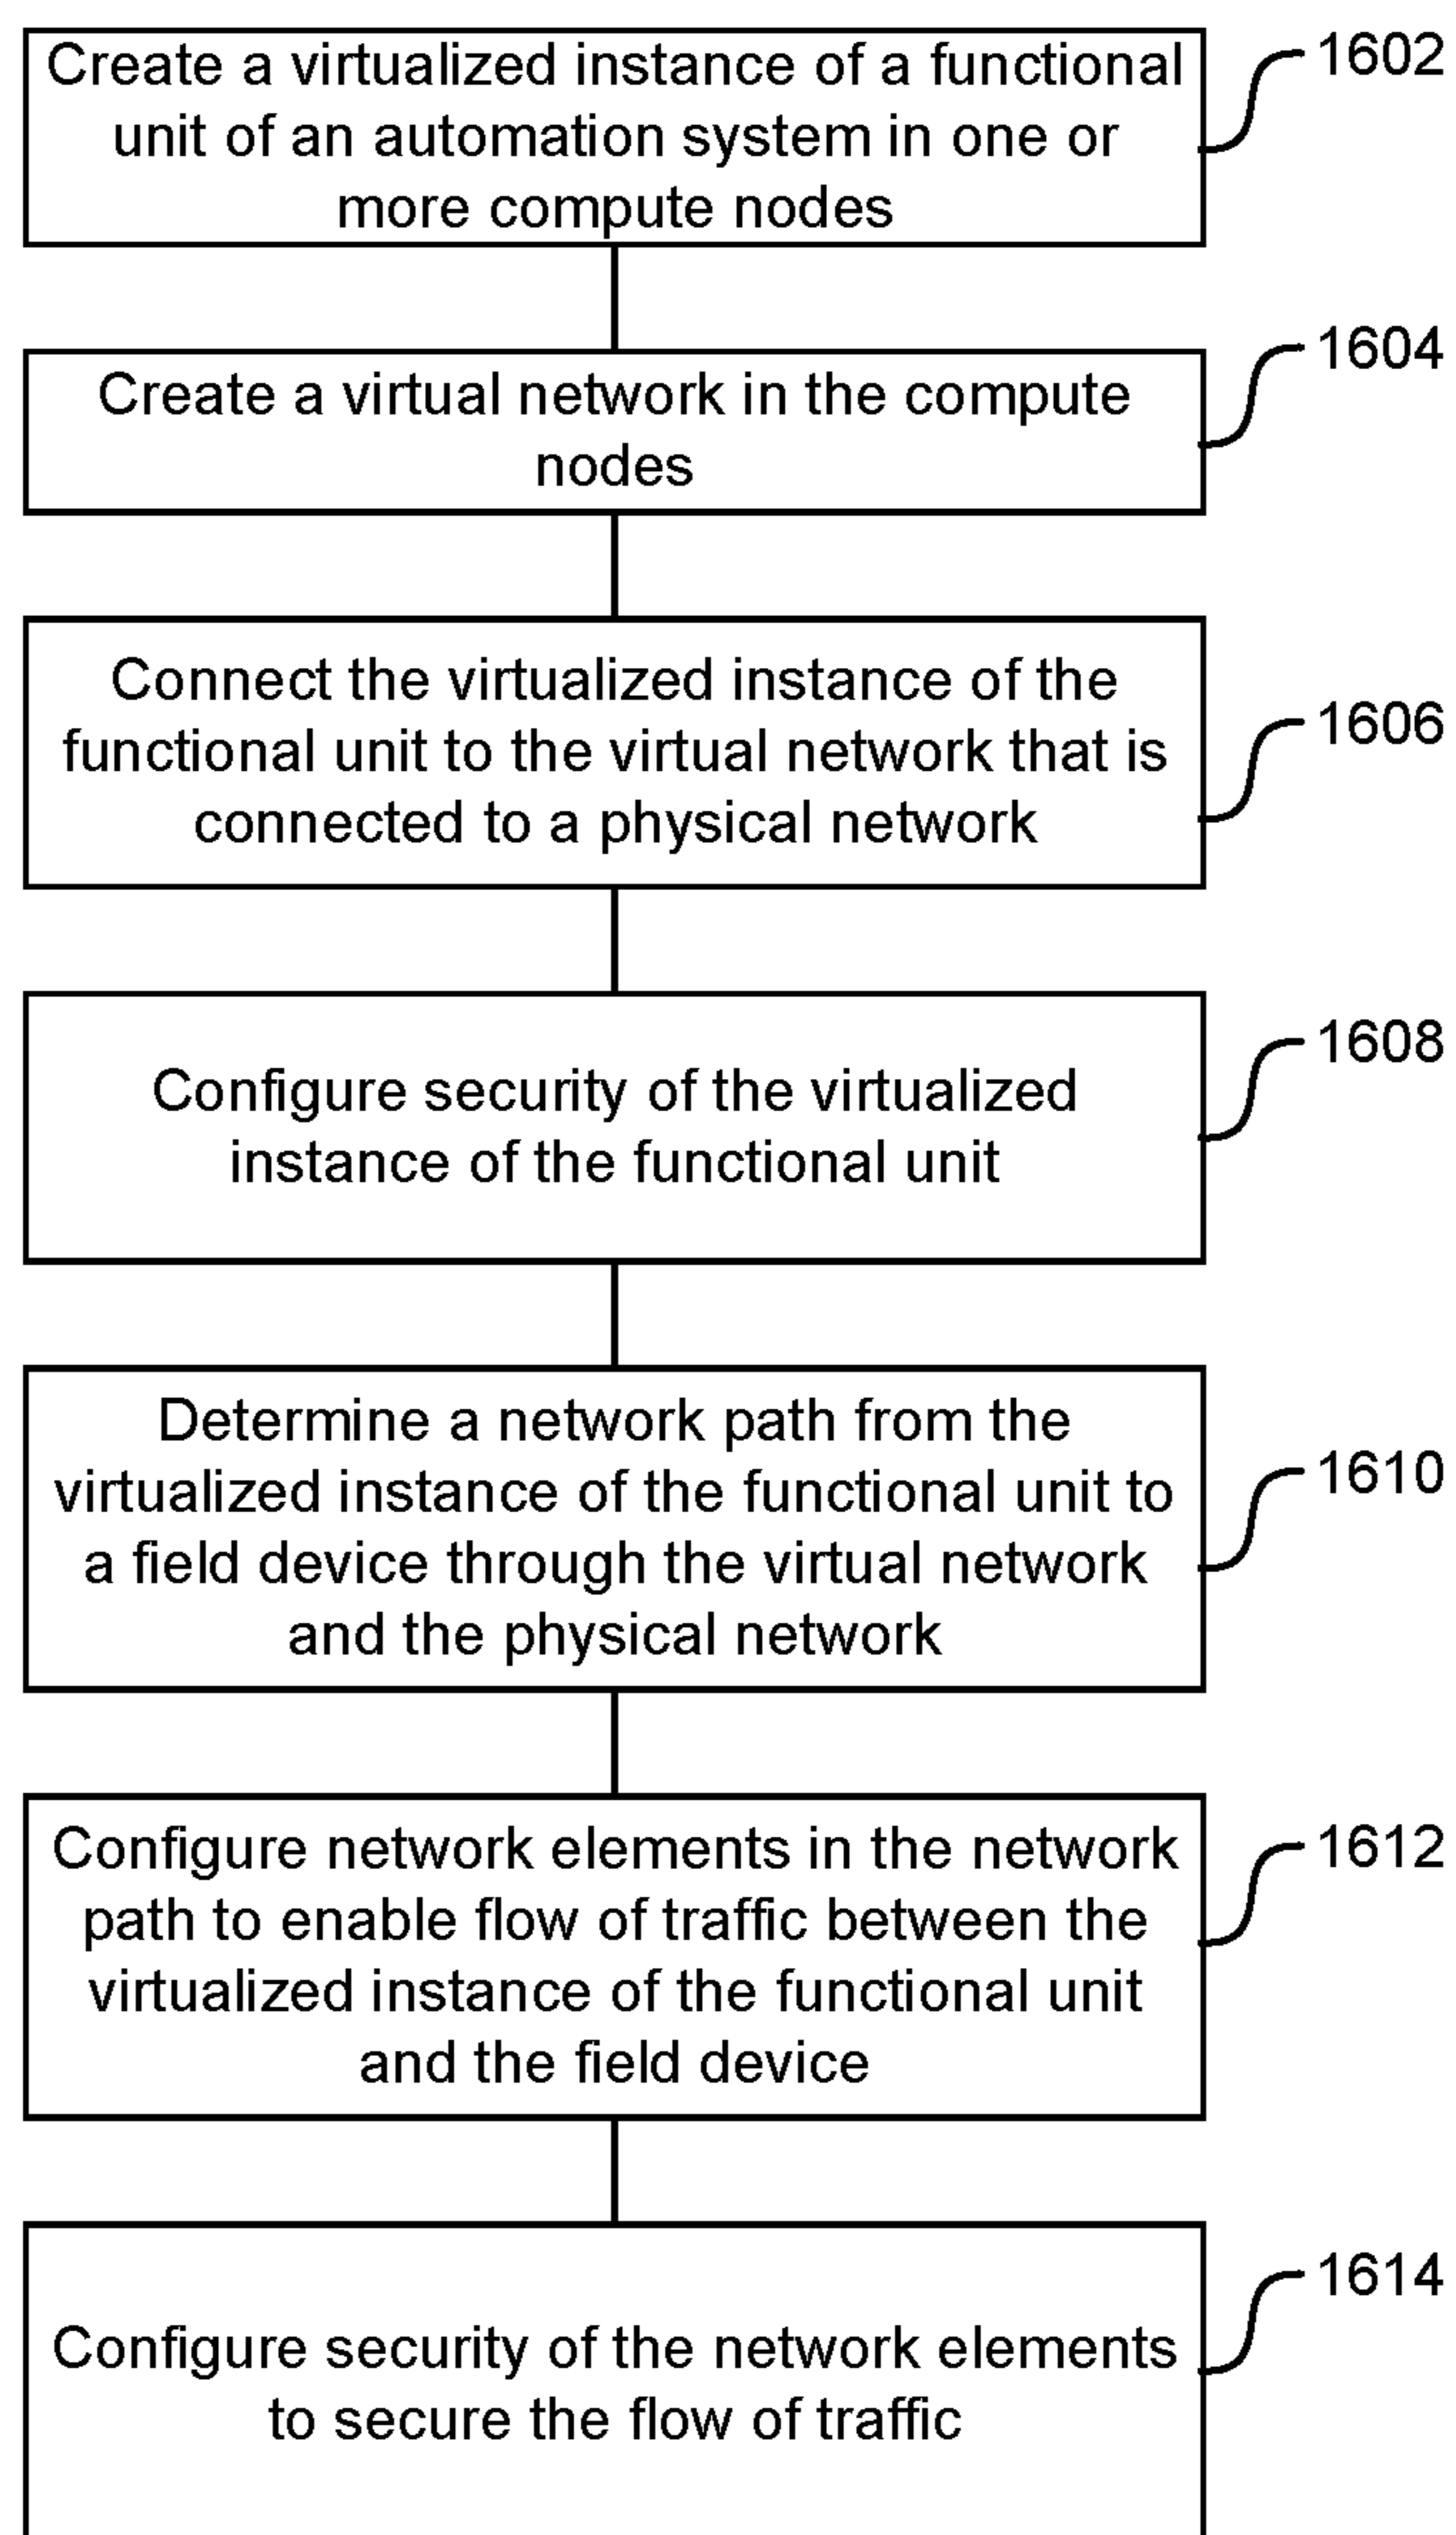 Create a virtualized instance of a functional
unit of an automation system in one or
more compute nodes
1602
Create a virtual network in the compute
nodes
1604
Connect the virtualized instance of the
functional unit to the virtual network that is
connected to a physical network
1606
Configure security of the virtualized
instance of the functional unit
1608
Determine a network path from the
virtualized instance of the functional unit to
a field device through the virtual network
and the physical network
1610
Configure network elements in the network
path to enable flow of traffic between the
virtualized instance of the functional unit
and the field device
1612
Configure security of the network elements
to secure the flow of traffic
1614